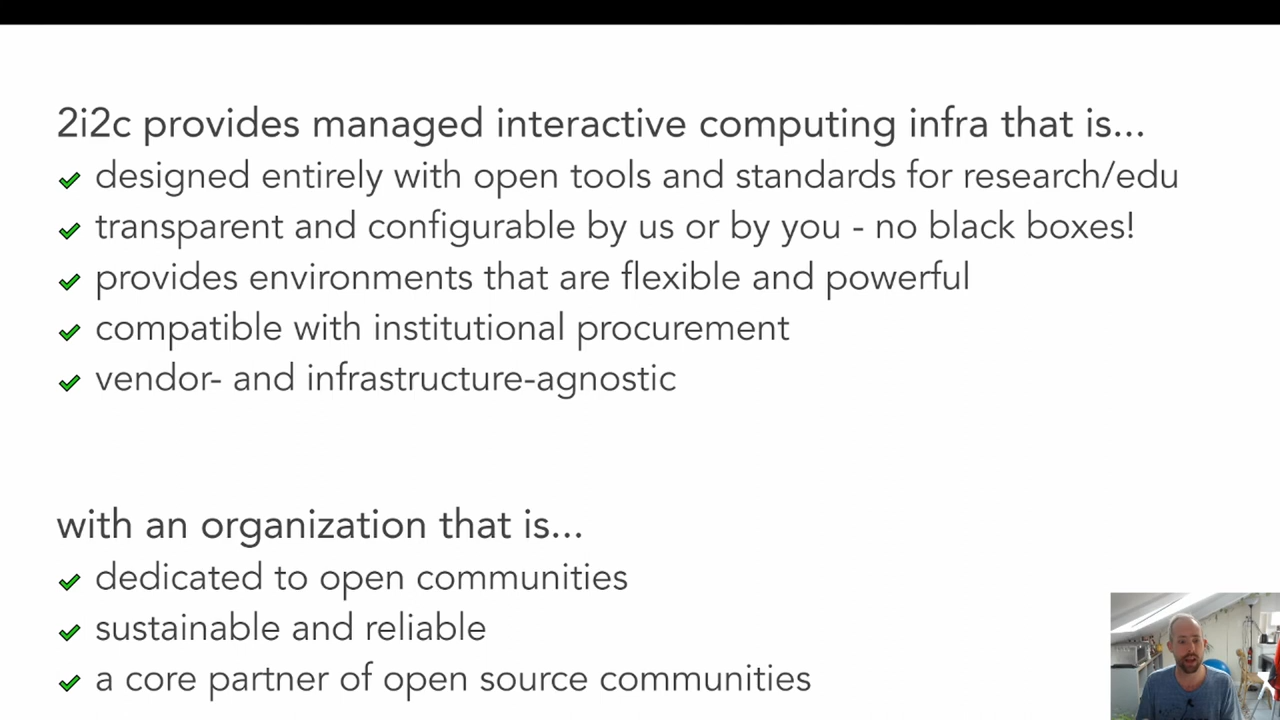 2i2c provides managed interactive computing infra that is...
designed entirely with open tools and standards for research/edu
transparent and configurable by us or by you - no black boxes!
provides environments that are flexible and powerful
compatible with institutional procurement
vendor- and infrastructure-agnostic
with an organization that is...
dedicated to open communities
sustainable and reliable
a core partner of open source communities